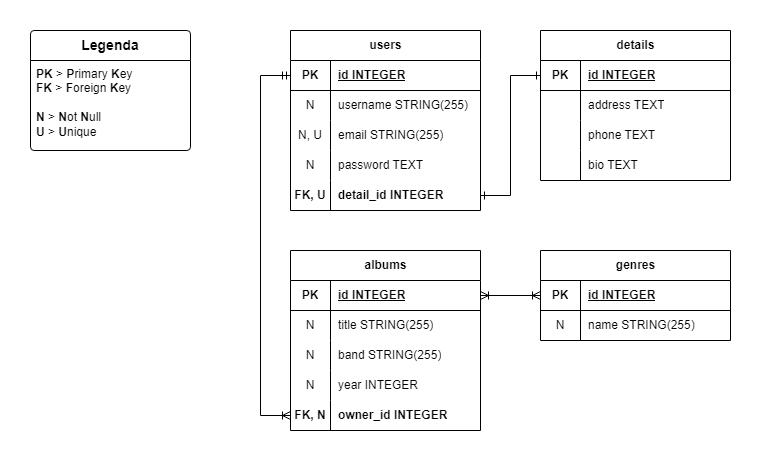 Legenda
PK > Primary Key
FK > Foreign Key
N > Not Null
U > Unique
users
PK id INTEGER
N username STRING(255)
N, U email STRING(255)
N password TEXT
FK, U detail_id INTEGER
details
PK id INTEGER
address TEXT
phone TEXT
bio TEXT
albums
PK id INTEGER
N title STRING(255)
N band STRING(255)
N year INTEGER
FK, N owner_id INTEGER
genres
PK id INTEGER
N name STRING(255)